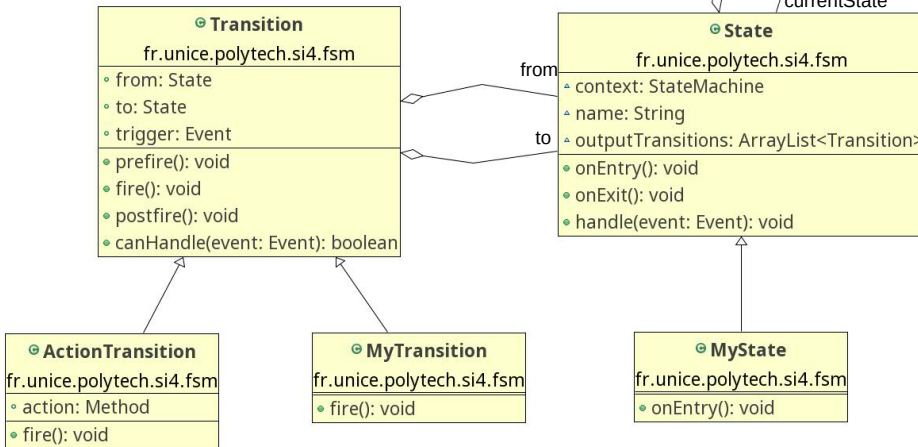 currentState
Transition
fr.unice.polytech.si4.fsm
from: State
to: State
trigger: Event
prefire(): void
fire(): void
postfire(): void
canHandle(event: Event): boolean
from
to
State
fr.unice.polytech.si4.fsm
context: StateMachine
name: String
outputTransitions: ArrayList<Transition>
onEntry(): void
onExit(): void
handle(event: Event): void
ActionTransition
fr.unice.polytech.si4.fsm
action: Method
fire(): void
MyTransition
fr.unice.polytech.si4.fsm
fire(): void
MyState
fr.unice.polytech.si4.fsm
onEntry(): void